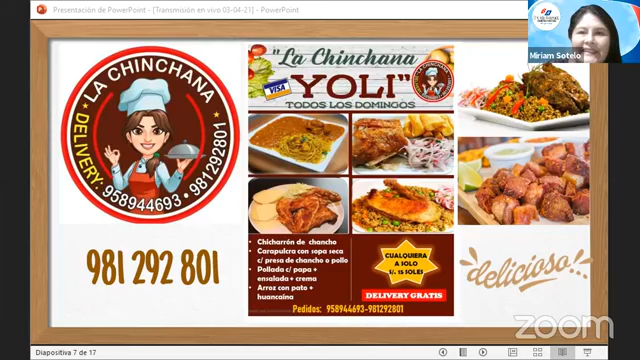 Presentación de PowerPoint - [Transmisión en vivo 03-04-21] - PowerPoint
Miriam Sotelo
LA CHINCHANA
DELIVERY: 958944693 • 981292801
981 292 801
"La Chinchana
YOLI"
TODOS LOS DOMINGOS
VISA
• Chicharrón de chancho
• Carapulcra con sopa seca
c/ presa de chancho o pollo
• Pollada c/ papa +
ensalada + crema
• Arroz con pato +
huancaína
CUALQUIERA
A SOLO
S/. 15 SOLES
DELIVERY GRATIS
Pedidos: 958944693-981292801
delicioso
zoom
Diapositiva 7 de 17